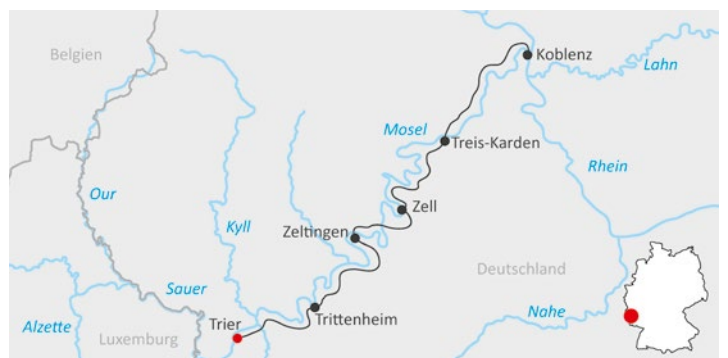 Belgien
Koblenz
Lahn
Mosel
Treis-Karden
Rhein
Our
Kyll
Zell
Zeltingen
Deutschland
Sauer
Nahe
Trittenheim
Trier
Alzette
Luxemburg